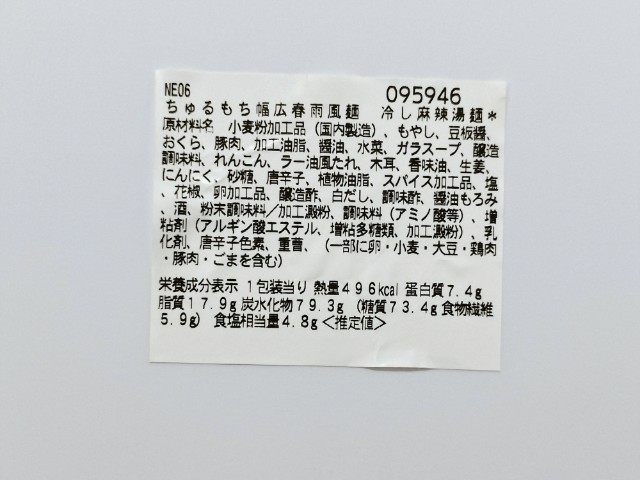 NE06 095946
ちゅるもち幅広春雨風麺 冷し麻辣湯麺*
原材料名 小麦粉加工品（国内製造）、もやし、豆板醤、
おくら、豚肉、加工油脂、醤油、水菜、ガラスープ、醸造
調味料、れんこん、ラー油風たれ、木耳、香味油、生姜、
にんにく、砂糖、唐辛子、植物油脂、スパイス加工品、塩
、花椒、卵加工品、醸造酢、白だし、調味酢、醤油もろみ
、酒、粉末調味料／加工澱粉、調味料（アミノ酸等）、増
粘剤（アルギン酸エステル、増粘多糖類、加工澱粉）、乳
化剤、唐辛子色素、重曹、（一部に卵・小麦・大豆・鶏肉
・豚肉・ごまを含む）
栄養成分表示 1包装当り 熱量496kcal 蛋白質7.4g
脂質17.9g 炭水化物79.3g（糖質73.4g 食物繊維
5.9g） 食塩相当量4.8g＜推定値＞